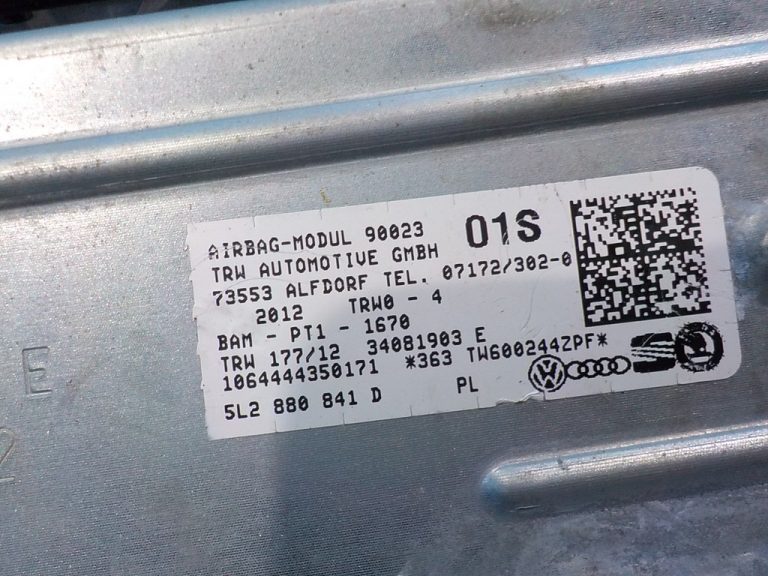 AIRBAG-MODUL 90023 01S
TRW AUTOMOTIVE GMBH
73553 ALFDORF TEL. 07172/302-0
2012 TRW0 - 4
BAM - PT1 - 1670
TRW 177/12 34081903 E
1064444350171 *363 TW600244ZPF*
5L2 880 841 D PL
E
2